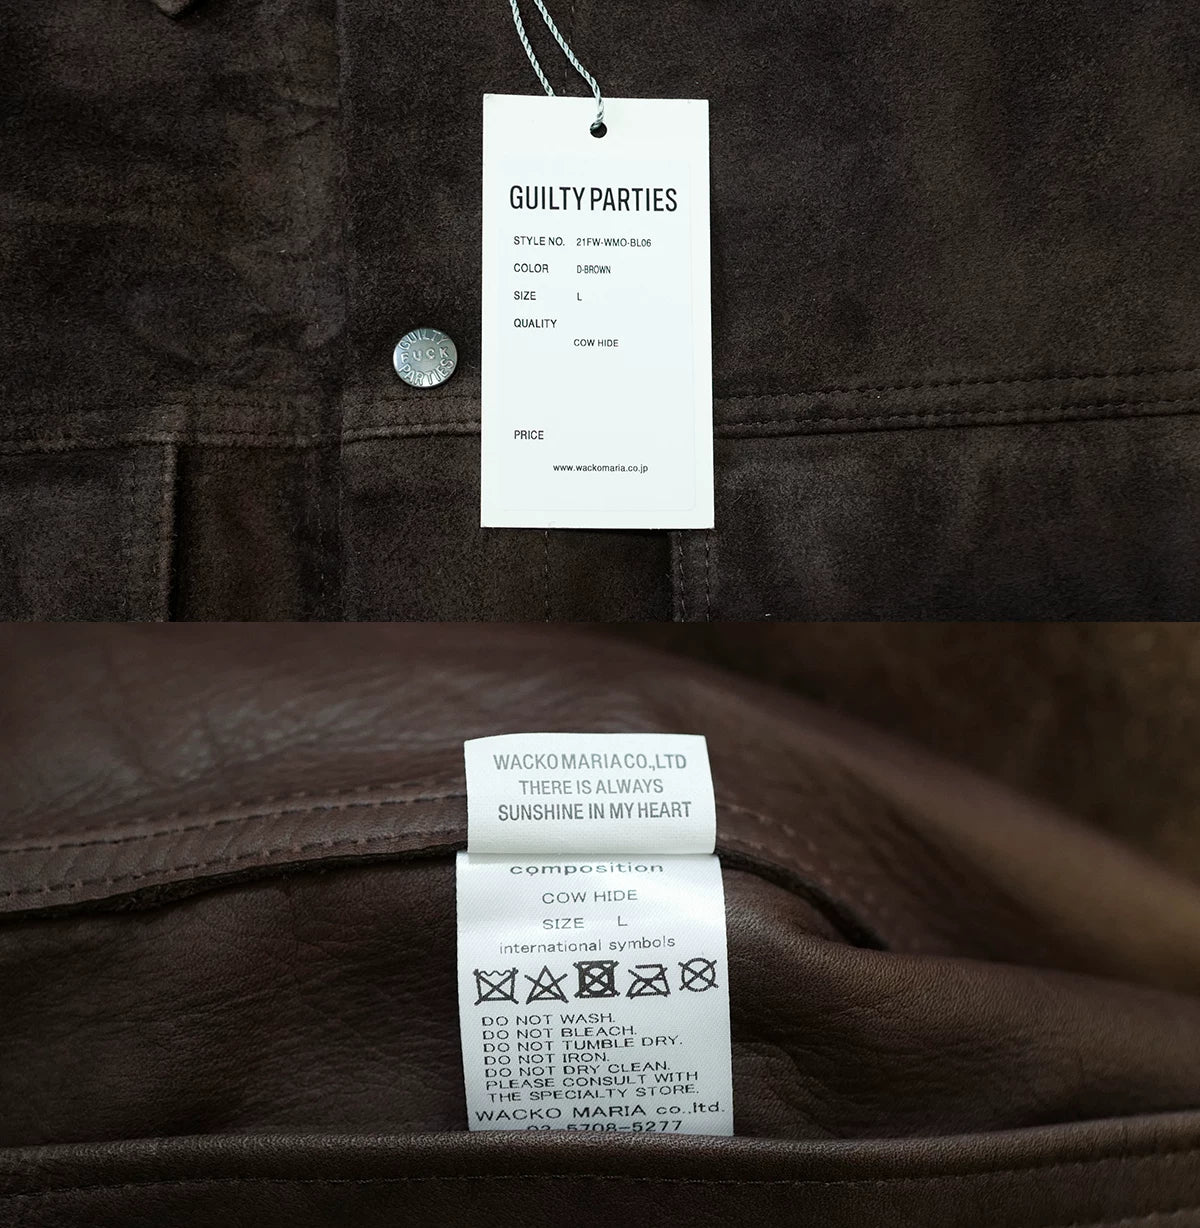 GUILTY PARTIES
STYLE NO. 21FW-WMO-BL06
COLOR D-BROWN
SIZE L
QUALITY
COW HIDE
PRICE
www.wackomaria.co.jp
GUILTY
FUCK
PARTIES
WACKO MARIA CO.,LTD
THERE IS ALWAYS
SUNSHINE IN MY HEART
composition
COW HIDE
SIZE L
international symbols
DO NOT WASH.
DO NOT BLEACH.
DO NOT TUMBLE DRY.
DO NOT IRON.
DO NOT DRY CLEAN.
PLEASE CONSULT WITH
THE SPECIALTY STORE.
WACKO MARIA co.,ltd.
03-5708-5277